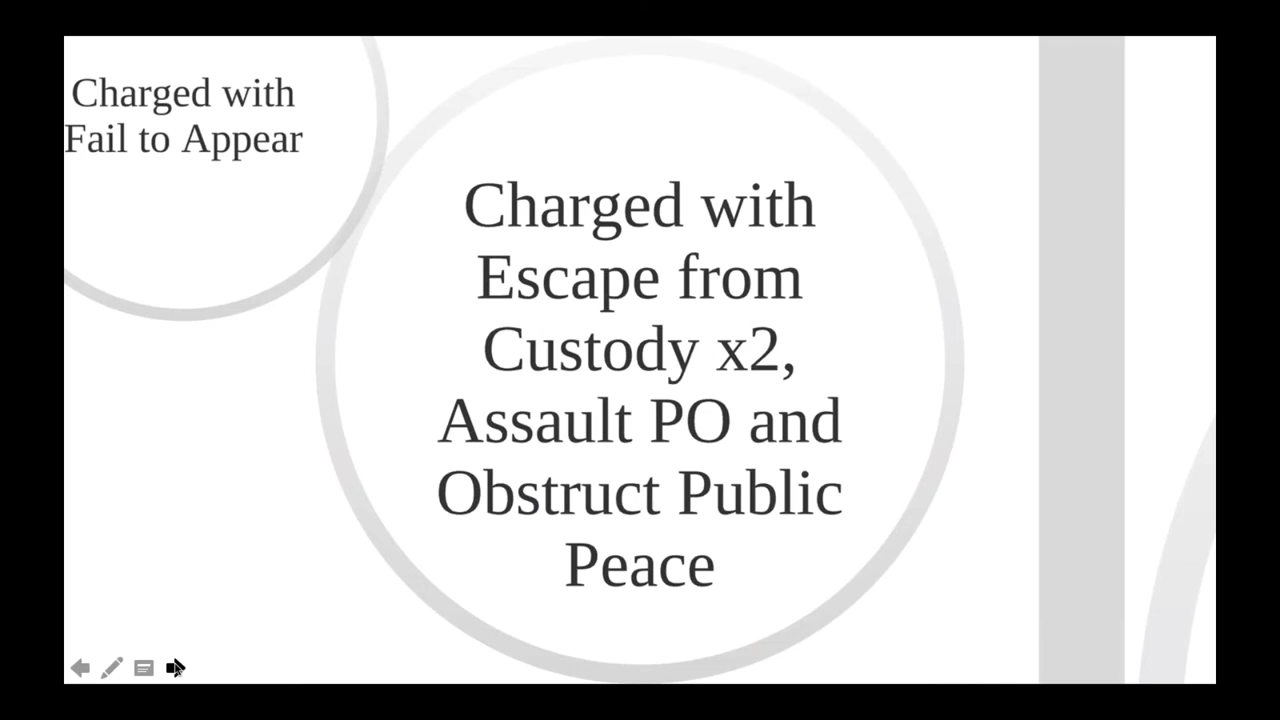 Charged with
Fail to Appear
Charged with
Escape from
Custody x2,
Assault PO and
Obstruct Public
Peace